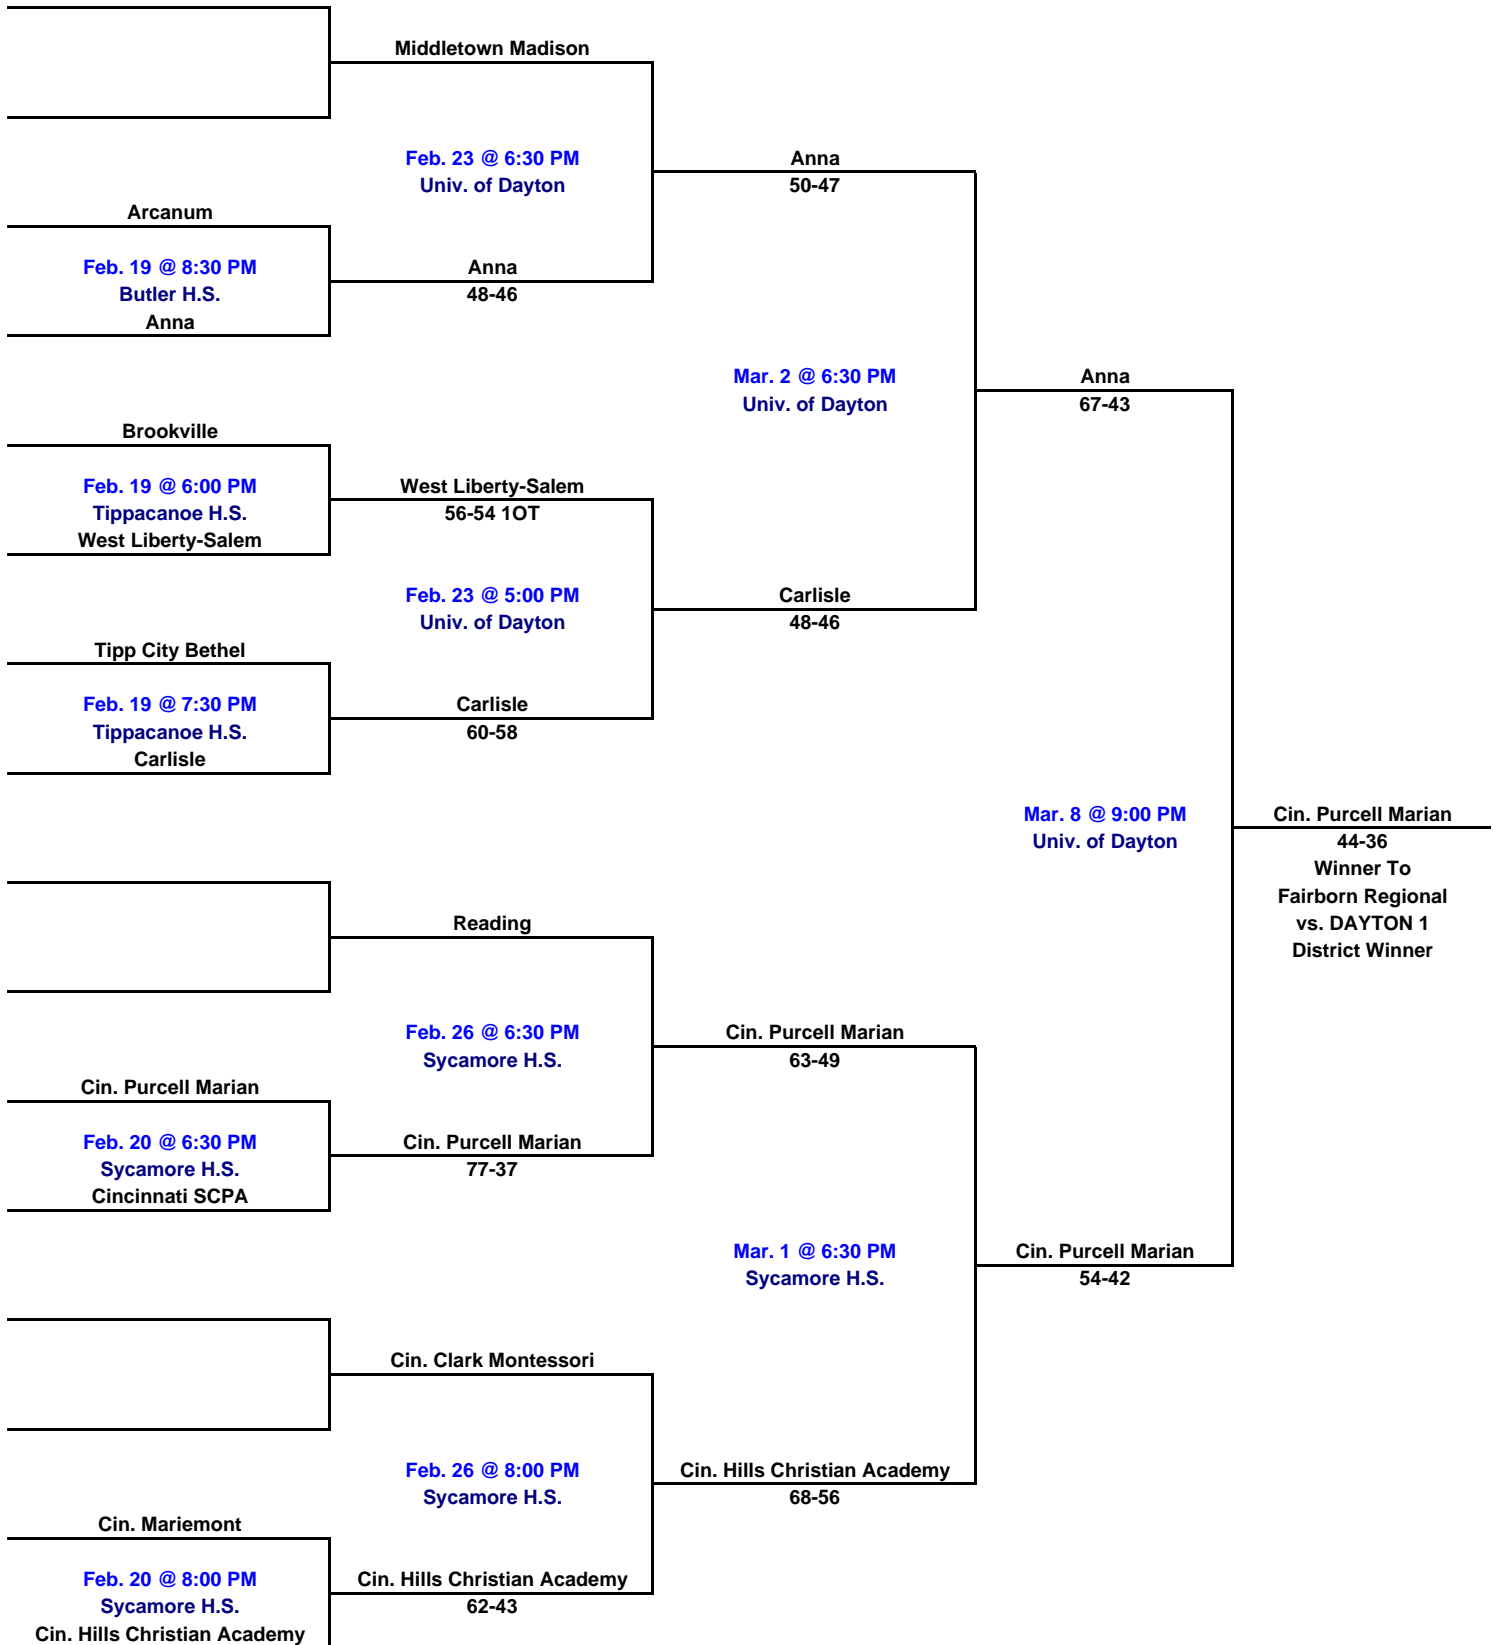 Middletown Madison
Feb. 23 @ 6:30 PM
Univ. of Dayton
Anna
50-47
Arcanum
Feb. 19 @ 8:30 PM
Butler H.S.
Anna
Anna
48-46
Mar. 2 @ 6:30 PM
Univ. of Dayton
Anna
67-43
Brookville
Feb. 19 @ 6:00 PM
Tippacanoe H.S.
West Liberty-Salem
West Liberty-Salem
56-54 1OT
Feb. 23 @ 5:00 PM
Univ. of Dayton
Carlisle
48-46
Tipp City Bethel
Feb. 19 @ 7:30 PM
Tippacanoe H.S.
Carlisle
Carlisle
60-58
Mar. 8 @ 9:00 PM
Univ. of Dayton
Cin. Purcell Marian
44-36
Winner To
Fairborn Regional
vs. DAYTON 1
District Winner
Reading
Feb. 26 @ 6:30 PM
Sycamore H.S.
Cin. Purcell Marian
63-49
Cin. Purcell Marian
Feb. 20 @ 6:30 PM
Sycamore H.S.
Cincinnati SCPA
Cin. Purcell Marian
77-37
Mar. 1 @ 6:30 PM
Sycamore H.S.
Cin. Purcell Marian
54-42
Cin. Clark Montessori
Feb. 26 @ 8:00 PM
Sycamore H.S.
Cin. Hills Christian Academy
68-56
Cin. Mariemont
Feb. 20 @ 8:00 PM
Sycamore H.S.
Cin. Hills Christian Academy
Cin. Hills Christian Academy
62-43